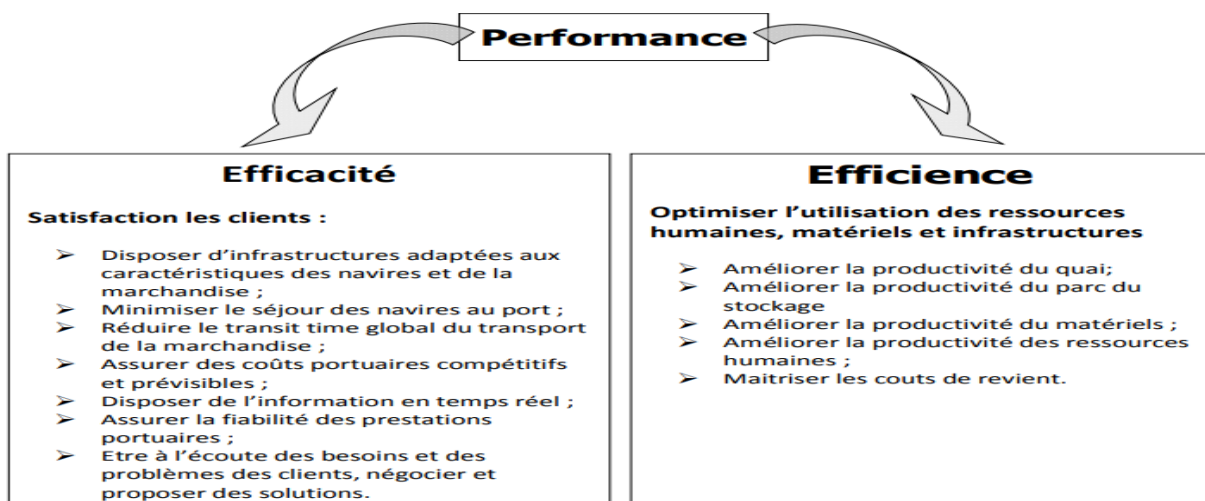 Performance
Efficacité
Satisfaction les clients :
➢ Disposer d’infrastructures adaptées aux
caractéristiques des navires et de la
marchandise ;
➢ Minimiser le séjour des navires au port ;
➢ Réduire le transit time global du transport
de la marchandise ;
➢ Assurer des coûts portuaires compétitifs
et prévisibles ;
➢ Disposer de l’information en temps réel ;
➢ Assurer la fiabilité des prestations
portuaires ;
➢ Etre à l’écoute des besoins et des
problèmes des clients, négocier et
proposer des solutions.
Efficience
Optimiser l’utilisation des ressources
humaines, matériels et infrastructures
➢ Améliorer la productivité du quai;
➢ Améliorer la productivité du parc du
stockage
➢ Améliorer la productivité du matériels ;
➢ Améliorer la productivité des ressources
humaines ;
➢ Maitriser les couts de revient.